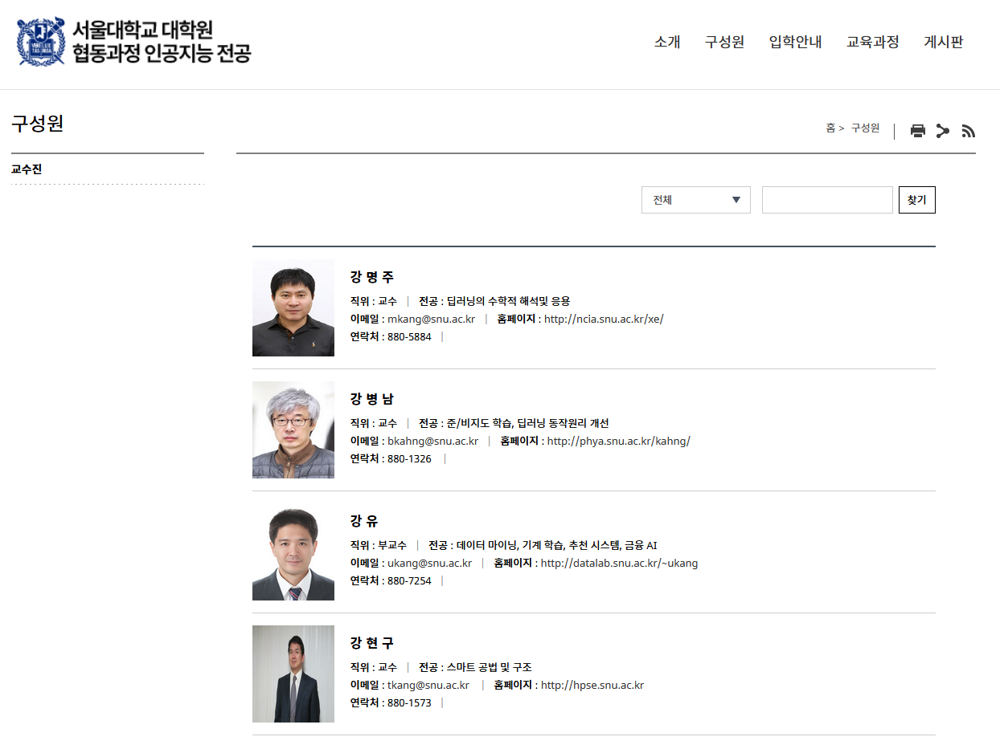 서울대학교 대학원
협동과정 인공지능 전공
소개 구성원 입학안내 교육과정 게시판
구성원
홈 > 구성원
교수진
전체 찾기
강 명 주
직위 : 교수 | 전공 : 딥러닝의 수학적 해석및 응용
이메일 : mkang@snu.ac.kr | 홈페이지 : http://ncia.snu.ac.kr/xe/
연락처 : 880-5884 |
강 병 남
직위 : 교수 | 전공 : 준/비지도 학습, 딥러닝 동작원리 개선
이메일 : bkahng@snu.ac.kr | 홈페이지 : http://phya.snu.ac.kr/kahng/
연락처 : 880-1326 |
강 유
직위 : 부교수 | 전공 : 데이터 마이닝, 기계 학습, 추천 시스템, 금융 AI
이메일 : ukang@snu.ac.kr | 홈페이지 : http://datalab.snu.ac.kr/~ukang
연락처 : 880-7254 |
강 현 구
직위 : 교수 | 전공 : 스마트 공법 및 구조
이메일 : tkang@snu.ac.kr | 홈페이지 : http://hpse.snu.ac.kr
연락처 : 880-1573 |